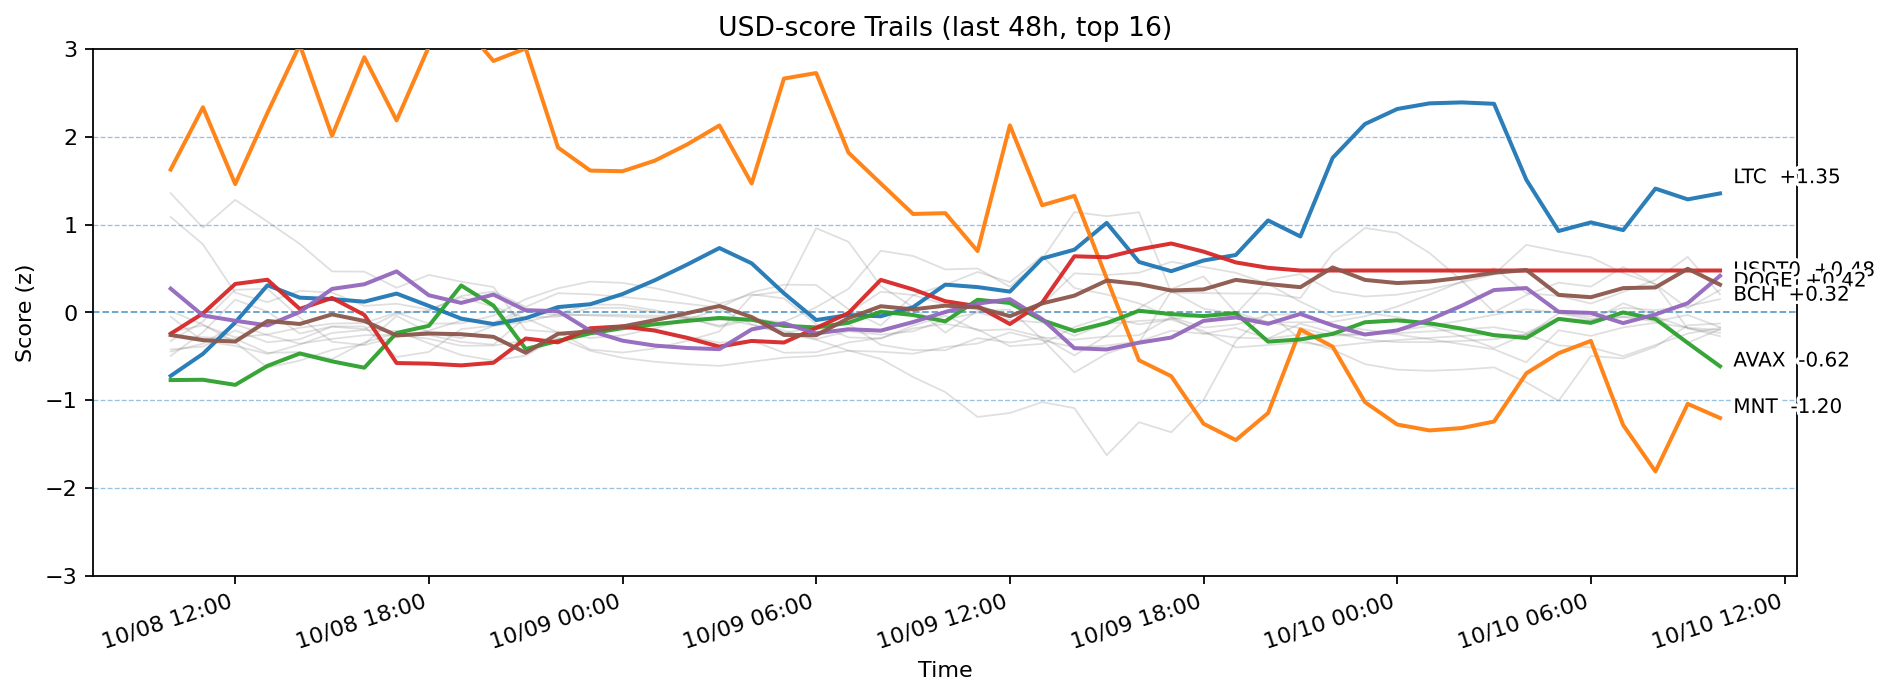 USD-score Trails (last 48h, top 16)
3
2
1
0
−1
−2
−3
Score (z)
LTC +1.35
USDT0 +0.48
DOGE +0.42
BCH +0.32
AVAX -0.62
MNT -1.20
10/08 12:00
10/08 18:00
10/09 00:00
10/09 06:00
10/09 12:00
10/09 18:00
10/10 00:00
10/10 06:00
10/10 12:00
Time